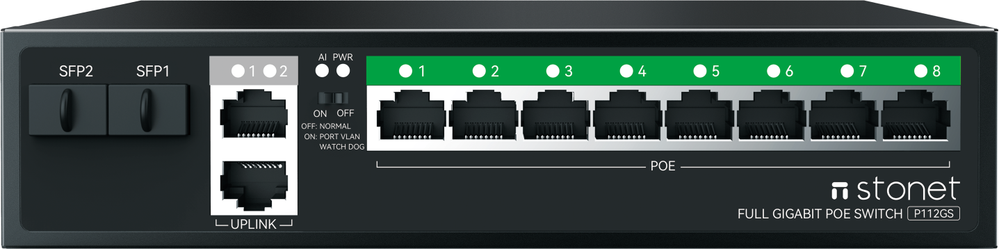 SFP2 SFP1
1 2
AI PWR
1 2 3 4 5 6 7 8
ON OFF
OFF: NORMAL
ON: PORT VLAN
WATCH DOG
POE
stonet
FULL GIGABIT POE SWITCH P112GS
UPLINK